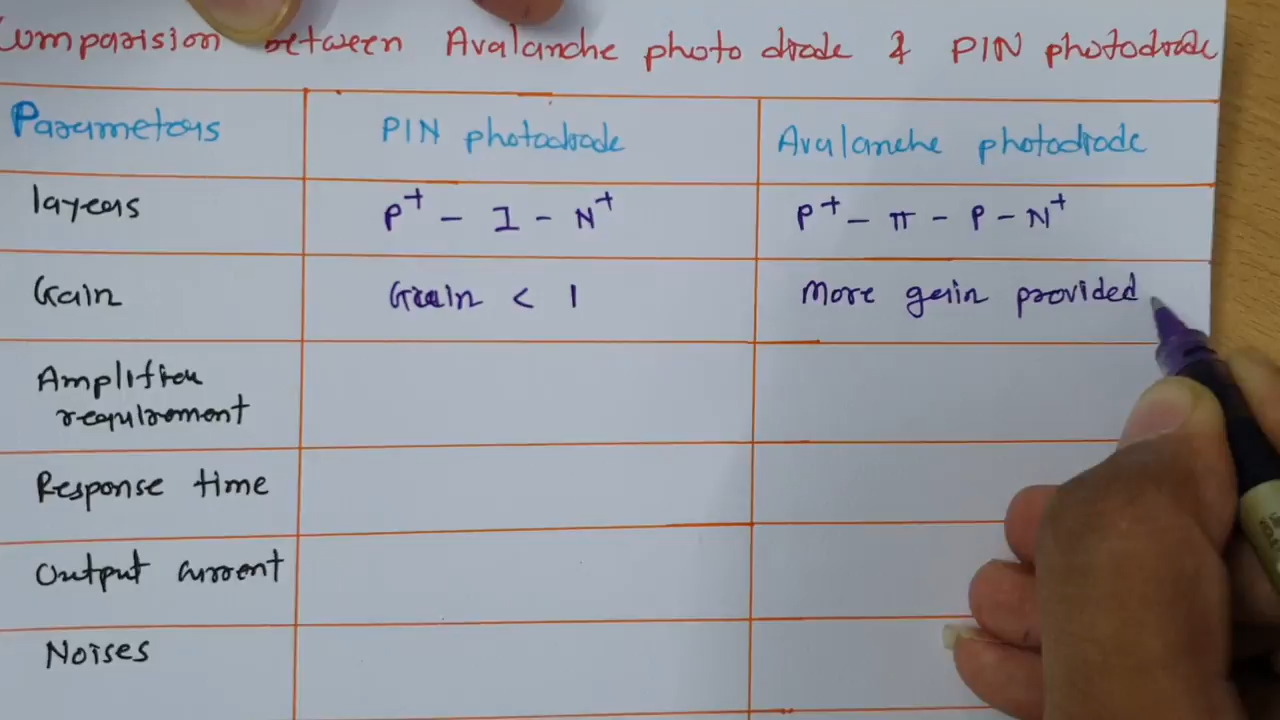 Comparision between Avalanche photo diode & PIN photodiode
Parameters PIN photodiode Avalanche photodiode
layers P+ - I - N+ P+ - π - P - N+
Gain Gain < 1 More gain provided
Amplifier
requirement
Response time
Output current
Noises